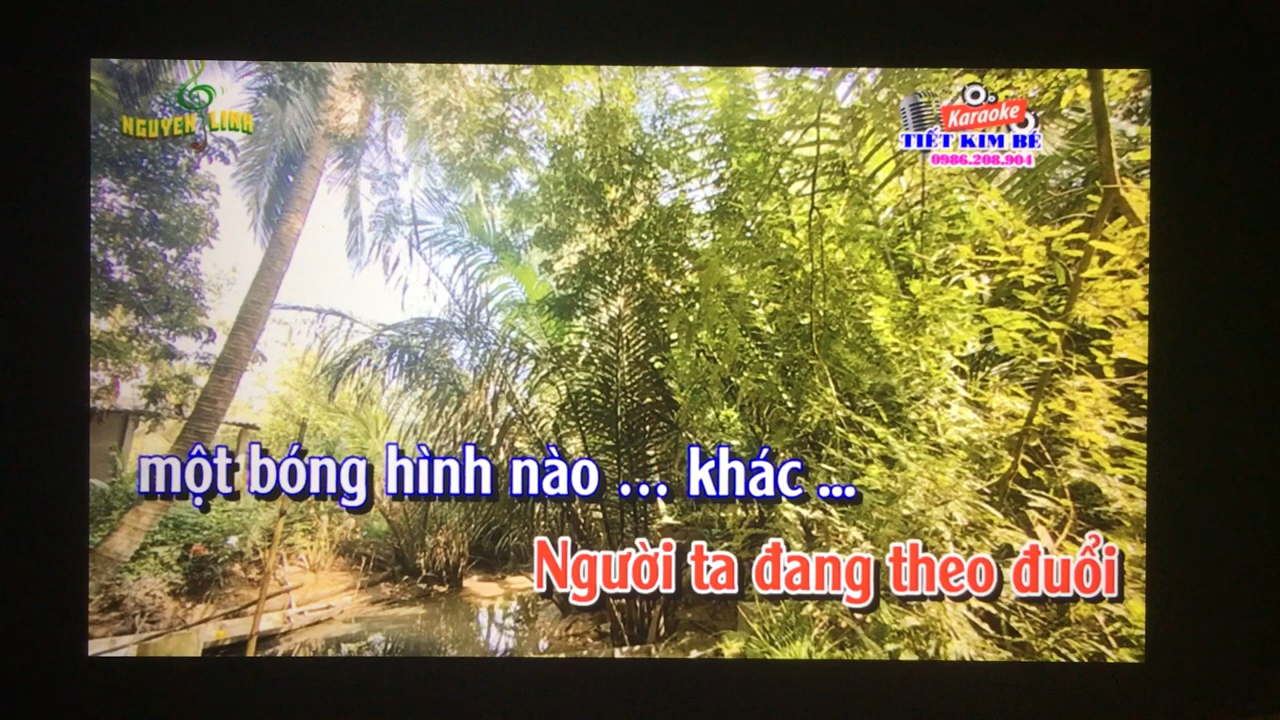 NGUYEN LINH
Karaoke
TIẾT KIM BÉ
0986.208.904
một bóng hình nào ... khác ...
Người ta đang theo đuổi